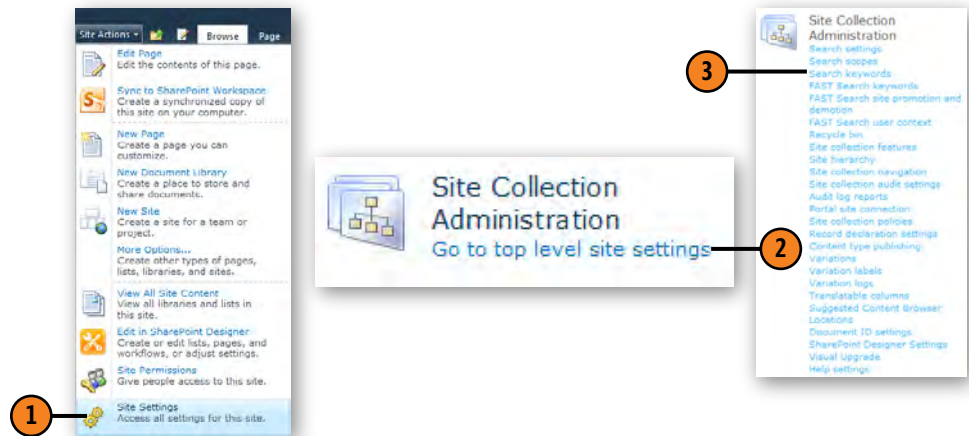 Site Actions
Browse
Page
Edit Page
Edit the contents of this page.
Sync to SharePoint Workspace
Create a synchronized copy of
this site on your computer.
New Page
Create a page you can
customize.
New Document Library
Create a place to store and
share documents.
New Site
Create a site for a team or
project.
More Options...
Create other types of pages,
lists, libraries, and sites.
View All Site Content
View all libraries and lists in
this site.
Edit in SharePoint Designer
Create or edit lists, pages, and
workflows, or adjust settings.
Site Permissions
Give people access to this site.
1
Site Settings
Access all settings for this site.
Site Collection
Administration
Go to top level site settings
2
Site Collection
Administration
Search settings
Search scopes
3
Search keywords
FAST Search keywords
FAST Search site promotion and
demotion
FAST Search user context
Recycle bin
Site collection features
Site hierarchy
Site collection navigation
Site collection audit settings
Audit log reports
Portal site connection
Site collection policies
Record declaration settings
Content type publishing
Variations
Variation labels
Variation logs
Translatable columns
Suggested Content Browser
Locations
Document ID settings
SharePoint Designer Settings
Visual Upgrade
Help settings